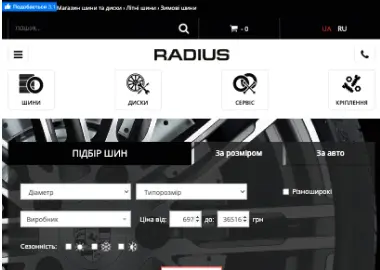 Подобається 3,1 Магазин шини та диски › Літні шини › Зимові шини
пошук...
- 0
UA RU
RADIUS
ШИНИ
ДИСКИ
СЕРВІС
КРІПЛЕННЯ
ПІДБІР ШИН
За розміром
За авто
Діаметр
Типорозмір
Різноширокі
Виробник
Ціна від: 697 до: 36516 грн
Сезонність: